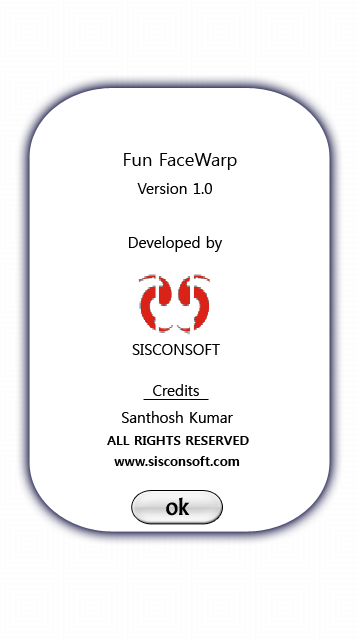 Fun FaceWarp
Version 1.0
Developed by
SISCONSOFT
Credits
Santhosh Kumar
ALL RIGHTS RESERVED
www.sisconsoft.com
ok